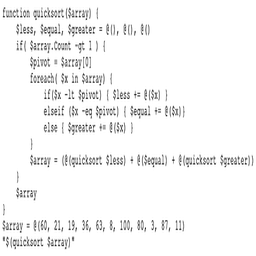 function quicksort($array) {
    $less, $equal, $greater = @(), @(), @()
    if( $array.Count -gt 1 ) {
        $pivot = $array[0]
        foreach( $x in $array) {
            if($x -lt $pivot) { $less += @($x) }
            elseif ($x -eq $pivot) { $equal += @($x)}
            else { $greater += @($x) }
        }
        $array = (@(quicksort $less) + @($equal) + @(quicksort $greater))
    }
    $array
}
$array = @(60, 21, 19, 36, 63, 8, 100, 80, 3, 87, 11)
"$(quicksort $array)"